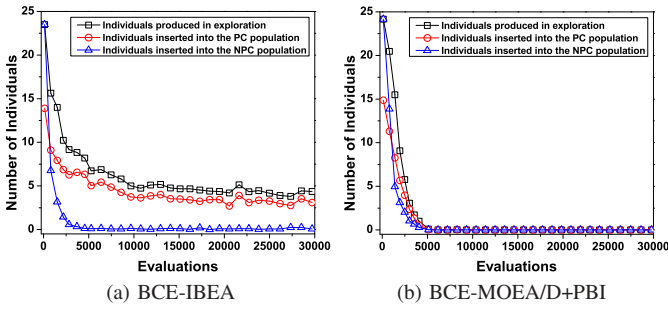 25
20
15
10
5
0
Number of Individuals
Individuals produced in exploration
Individuals inserted into the PC population
Individuals inserted into the NPC population
0 5000 10000 15000 20000 25000 30000
Evaluations
(a) BCE-IBEA
25
20
15
10
5
0
Number of Individuals
Individuals produced in exploration
Individuals inserted into the PC population
Individuals inserted into the NPC population
0 5000 10000 15000 20000 25000 30000
Evaluations
(b) BCE-MOEA/D+PBI